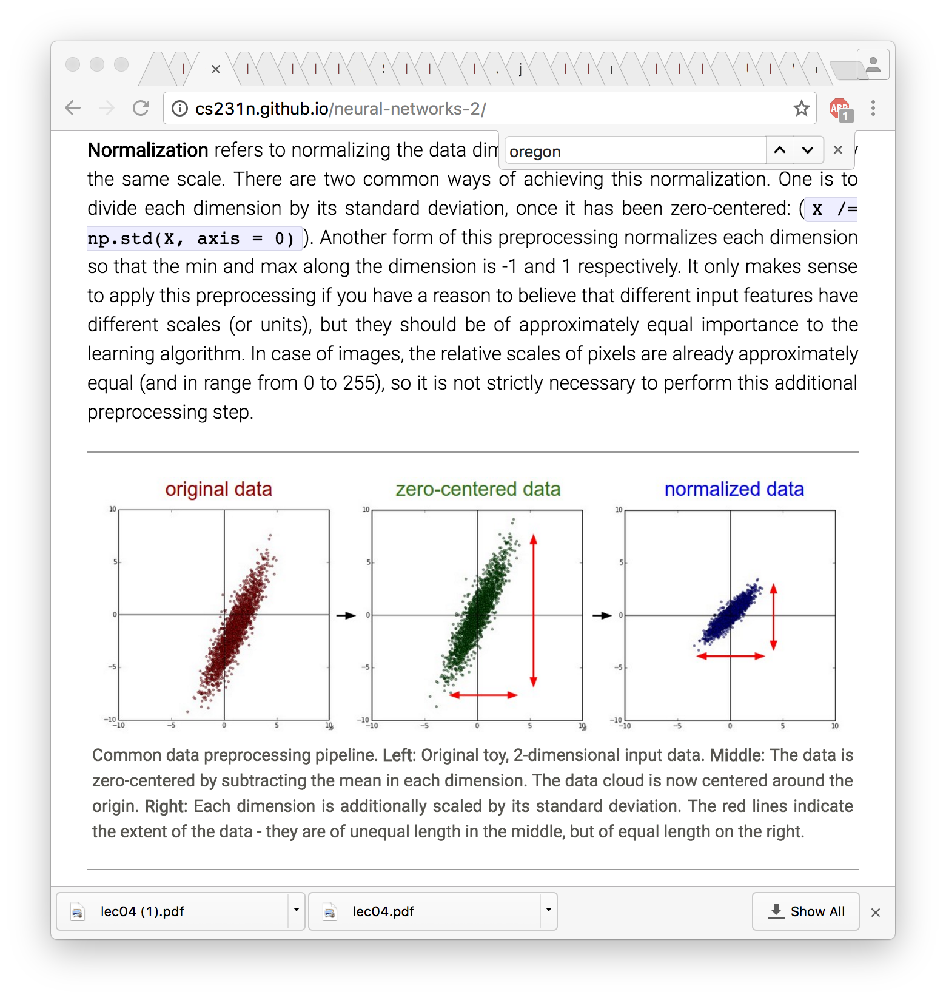 cs231n.github.io/neural-networks-2/
ABP
1
oregon
Normalization refers to normalizing the data
the same scale. There are two common ways of achieving this normalization. One is to
divide each dimension by its standard deviation, once it has been zero-centered: ( X /=
np.std(X, axis = 0) ). Another form of this preprocessing normalizes each dimension
so that the min and max along the dimension is -1 and 1 respectively. It only makes sense
to apply this preprocessing if you have a reason to believe that different input features have
different scales (or units), but they should be of approximately equal importance to the
learning algorithm. In case of images, the relative scales of pixels are already approximately
equal (and in range from 0 to 255), so it is not strictly necessary to perform this additional
preprocessing step.
original data
10
5
0
−5
−10
−10 −5 0 5 10
zero-centered data
10
5
0
−5
−10
−10 −5 0 5 10
normalized data
10
5
0
−5
−10
−10 −5 0 5 10
Common data preprocessing pipeline. Left: Original toy, 2-dimensional input data. Middle: The data is
zero-centered by subtracting the mean in each dimension. The data cloud is now centered around the
origin. Right: Each dimension is additionally scaled by its standard deviation. The red lines indicate
the extent of the data - they are of unequal length in the middle, but of equal length on the right.
lec04 (1).pdf
lec04.pdf
Show All